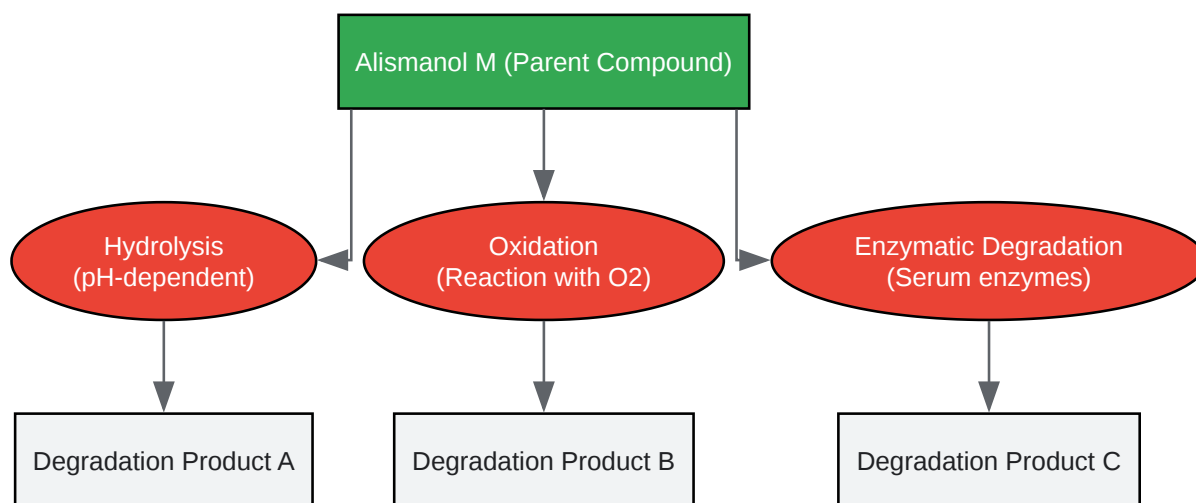 Alismanol M (Parent Compound)
Hydrolysis
(pH-dependent)
Oxidation
(Reaction with O2)
Enzymatic Degradation
(Serum enzymes)
Degradation Product A
Degradation Product B
Degradation Product C